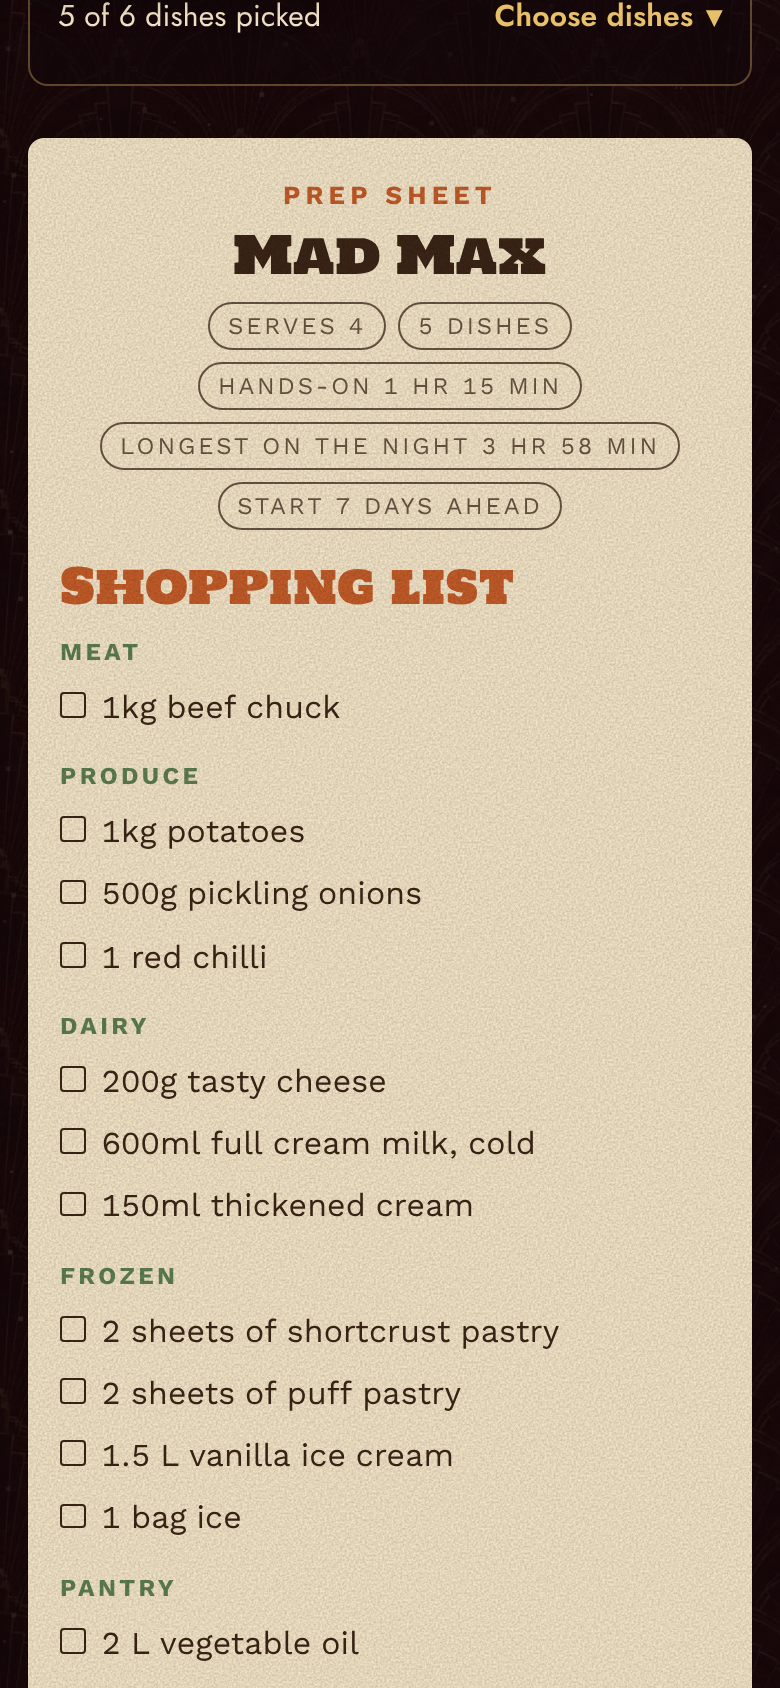 5 of 6 dishes picked
Choose dishes ▼
PREP SHEET
Mad Max
SERVES 4
5 DISHES
HANDS-ON 1 HR 15 MIN
LONGEST ON THE NIGHT 3 HR 58 MIN
START 7 DAYS AHEAD
Shopping list
MEAT
1kg beef chuck
PRODUCE
1kg potatoes
500g pickling onions
1 red chilli
DAIRY
200g tasty cheese
600ml full cream milk, cold
150ml thickened cream
FROZEN
2 sheets of shortcrust pastry
2 sheets of puff pastry
1.5 L vanilla ice cream
1 bag ice
PANTRY
2 L vegetable oil